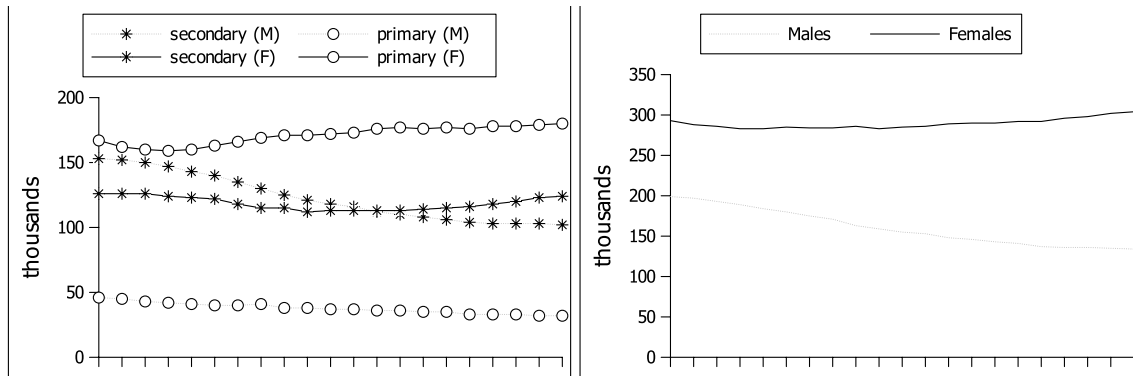 secondary (M) primary (M)
secondary (F) primary (F)
200
150
100
50
0
thousands
Males Females
350
300
250
200
150
100
50
0
thousands